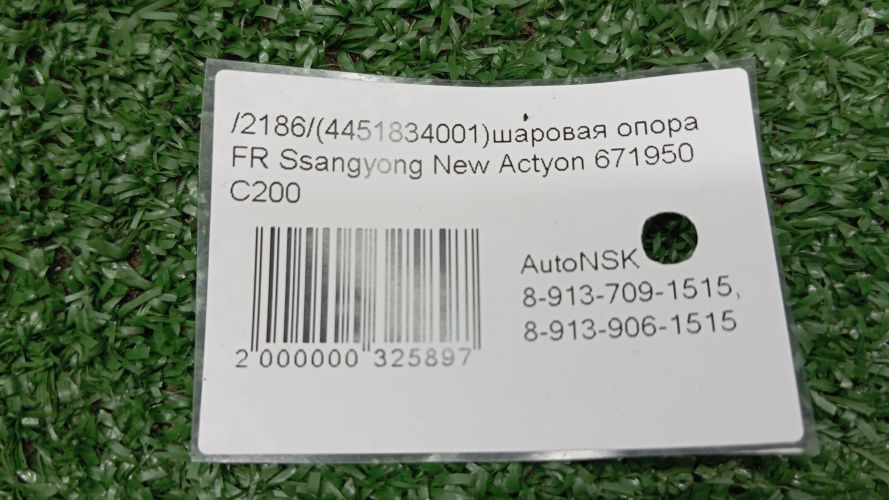 /2186/(4451834001)шаровая опора
FR Ssangyong New Actyon 671950
C200
AutoNSK
8-913-709-1515,
8-913-906-1515
2 000000 325897